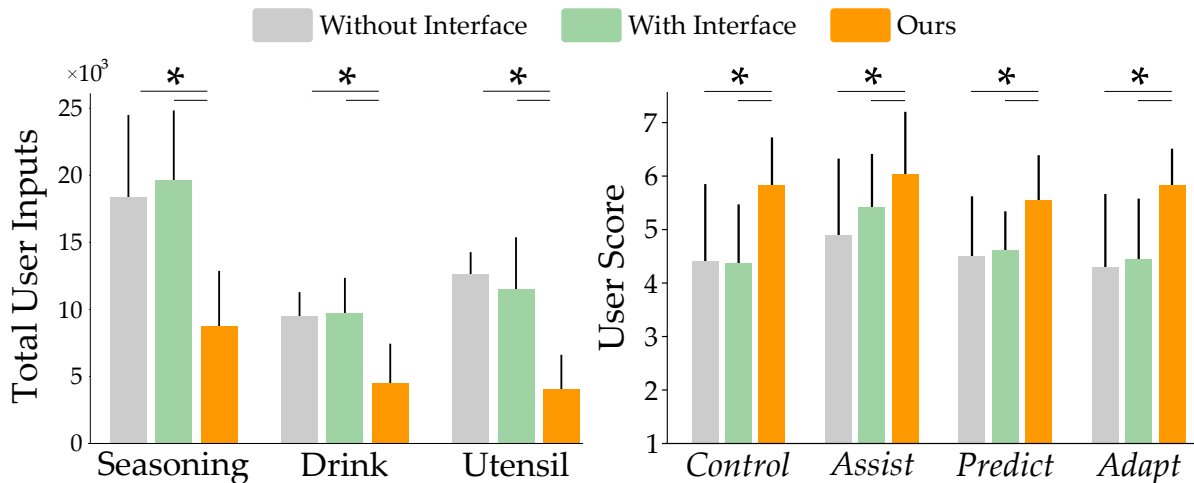 Without Interface With Interface Ours
×10³
* * * * * * *
Total User Inputs
25
20
15
10
5
0
Seasoning Drink Utensil
User Score
7
6
5
4
3
2
1
Control Assist Predict Adapt